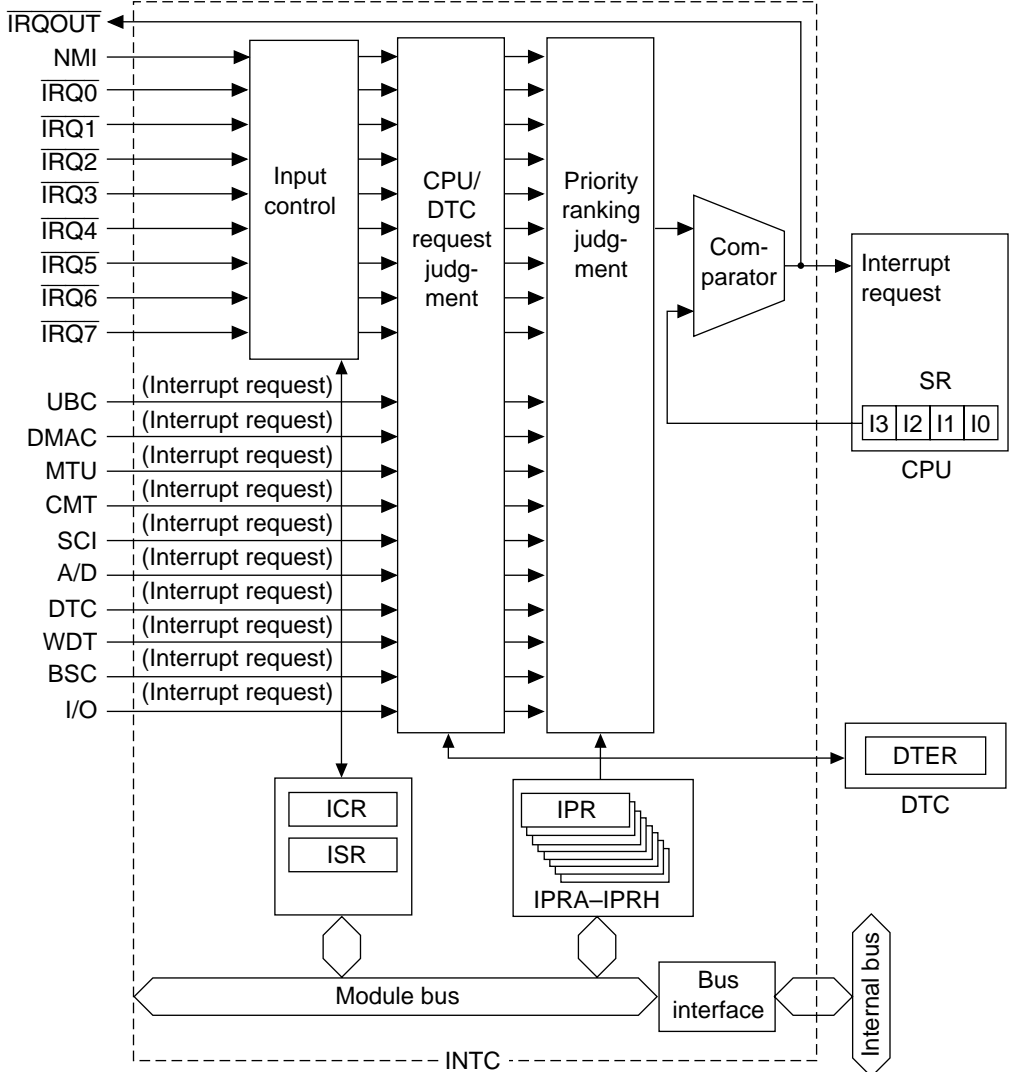 IRQOUT
NMI
IRQ0
IRQ1
IRQ2
IRQ3
IRQ4
IRQ5
IRQ6
IRQ7
UBC
DMAC
MTU
CMT
SCI
A/D
DTC
WDT
BSC
I/O
(Interrupt request)
(Interrupt request)
(Interrupt request)
(Interrupt request)
(Interrupt request)
(Interrupt request)
(Interrupt request)
(Interrupt request)
(Interrupt request)
(Interrupt request)
Input
control
CPU/
DTC
request
judg-
ment
Priority
ranking
judg-
ment
Com-
parator
Interrupt
request
SR
I3 I2 I1 I0
CPU
DTER
DTC
ICR
ISR
IPR
IPRA–IPRH
Module bus
Bus
interface
Internal bus
INTC